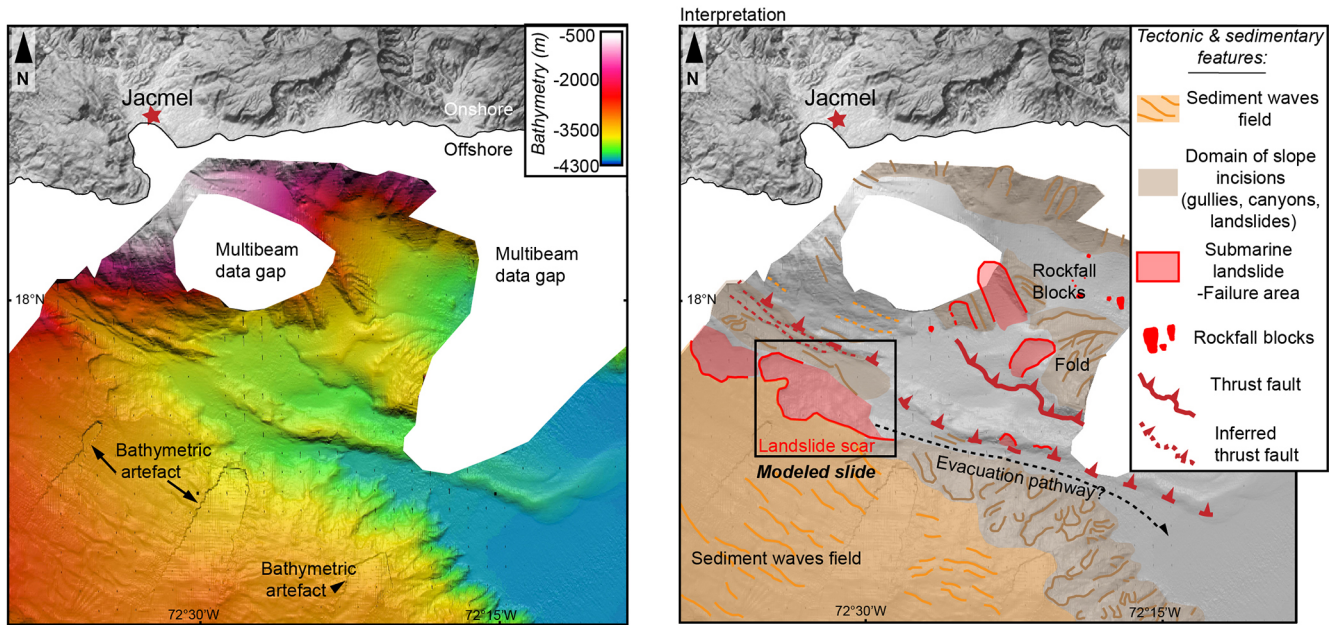 Interpretation
N
Jacmel
Onshore
Offshore
Bathymetry (m)
-500
-2000
-3500
-4300
Multibeam
data gap
Multibeam
data gap
18°N
Bathymetric
artefact
Bathymetric
artefact
72°30'W
72°15'W
N
Jacmel
18°N
Rockfall
Blocks
Fold
Landslide scar
Modeled slide
Evacuation pathway?
Sediment waves field
72°30'W
72°15'W
Tectonic & sedimentary
features:
Sediment waves
field
Domain of slope
incisions
(gullies, canyons,
landslides)
Submarine
landslide
-Failure area
Rockfall blocks
Thrust fault
Inferred
thrust fault